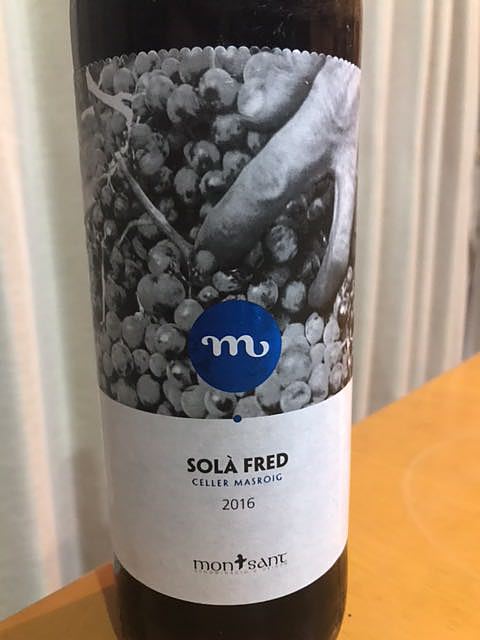 m
SOLÀ FRED
CELLER MASROIG
2016
montsant